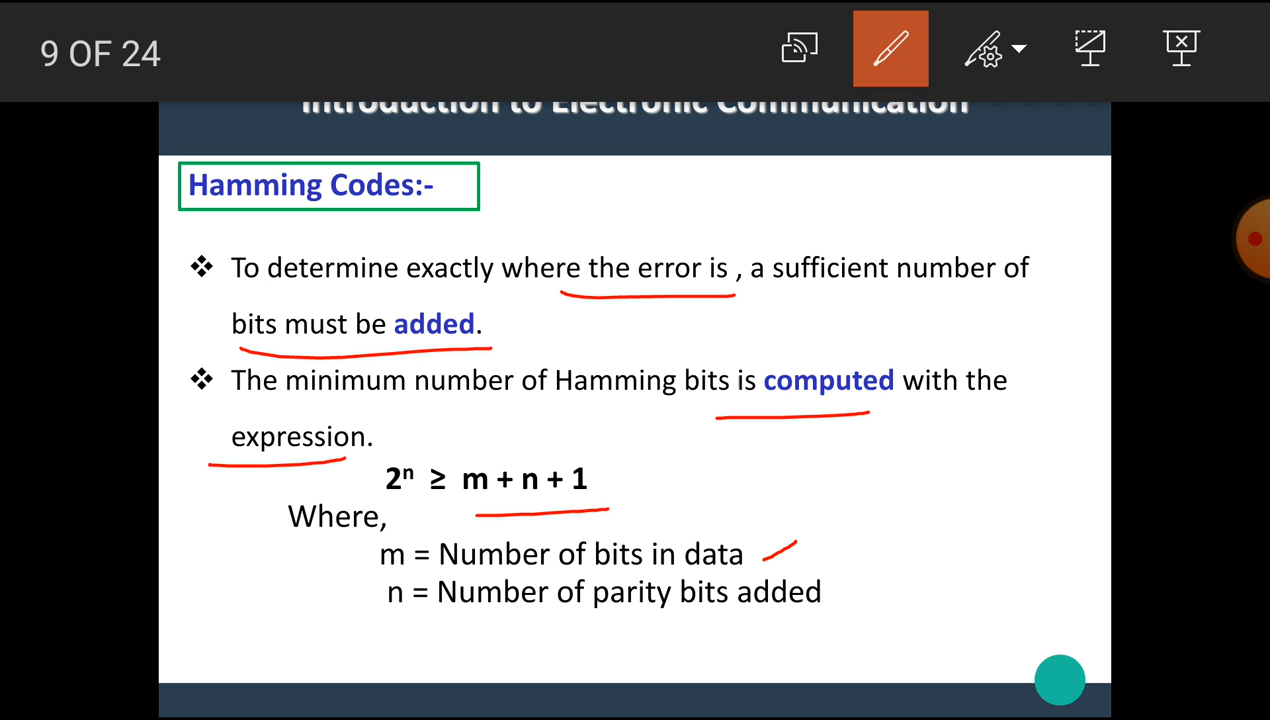 9 OF 24
Introduction to Electronic Communication
Hamming Codes:-
❖ To determine exactly where the error is , a sufficient number of
bits must be added.
❖ The minimum number of Hamming bits is computed with the
expression.
2ⁿ ≥ m + n + 1
Where,
m = Number of bits in data
n = Number of parity bits added